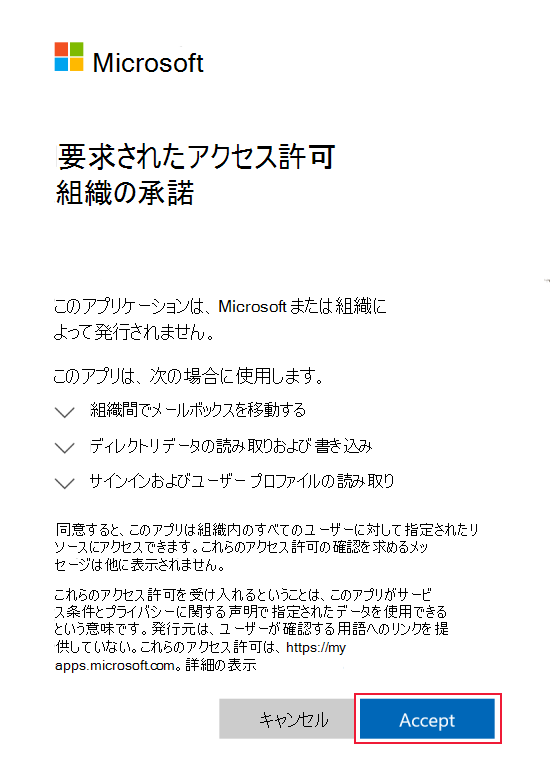 Microsoft
要求されたアクセス許可
組織の承諾
このアプリケーションは、Microsoft または組織に
よって発行されません。
このアプリは、次の場合に使用します。
組織間でメールボックスを移動する
ディレクトリデータの読み取りおよび書き込み
サインインおよびユーザー プロファイルの読み取り
同意すると、このアプリは組織内のすべてのユーザーに対して指定されたリ
ソースにアクセスできます。これらのアクセス許可の確認を求めるメッ
セージは他に表示されません。
これらのアクセス許可を受け入れるということは、このアプリがサービ
ス条件とプライバシーに関する声明で指定されたデータを使用できる
という意味です。発行元は、ユーザーが確認する用語へのリンクを提
供していない。これらのアクセス許可は、https://my
apps.microsoft.com。詳細の表示
キャンセル
Accept